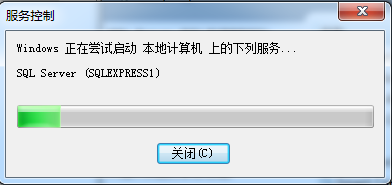 服务控制
Windows 正在尝试启动 本地计算机 上的下列服务...
SQL Server (SQLEXPRESS1)
关闭(C)